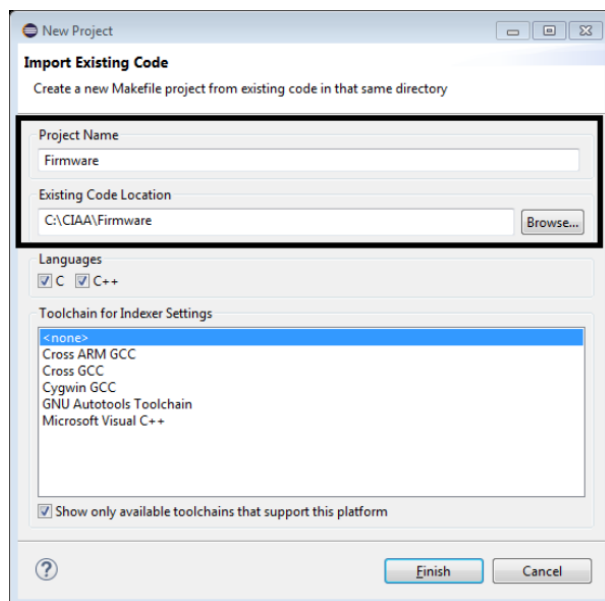 New Project
Import Existing Code
Create a new Makefile project from existing code in that same directory
Project Name
Firmware
Existing Code Location
C:\CIAA\Firmware
Browse...
Languages
C C++
Toolchain for Indexer Settings
<none>
Cross ARM GCC
Cross GCC
Cygwin GCC
GNU Autotools Toolchain
Microsoft Visual C++
Show only available toolchains that support this platform
? Finish Cancel